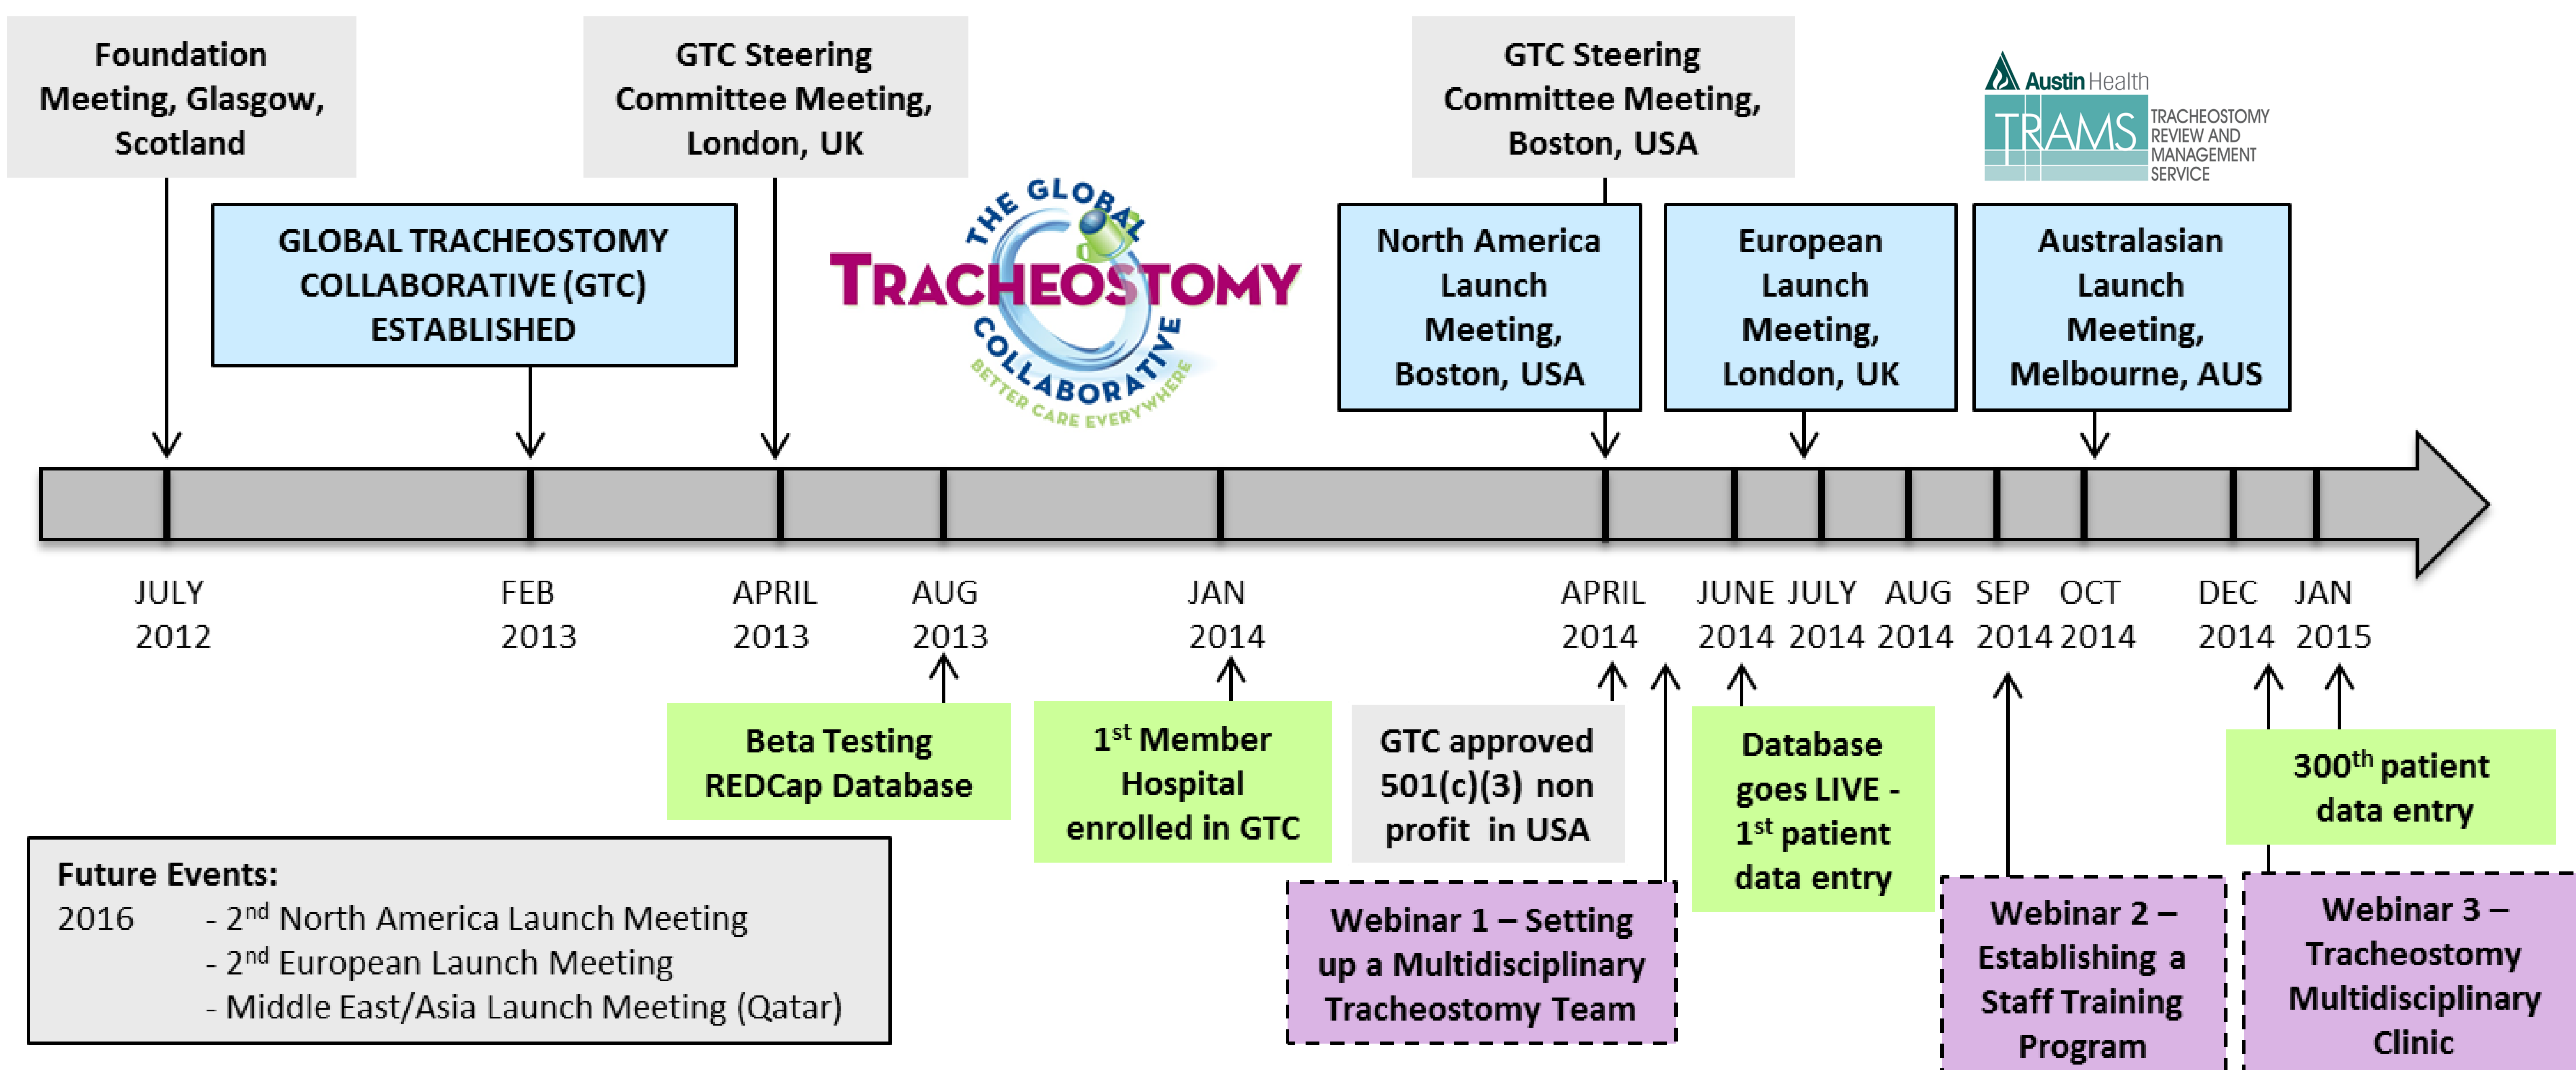 Foundation
Meeting, Glasgow,
Scotland
GTC Steering
Committee Meeting,
London, UK
GTC Steering
Committee Meeting,
Boston, USA
Austin Health
TRAMS
TRACHEOSTOMY
REVIEW AND
MANAGEMENT
SERVICE
GLOBAL TRACHEOSTOMY
COLLABORATIVE (GTC)
ESTABLISHED
THE GLOBAL
TRACHEOSTOMY
COLLABORATIVE
BETTER CARE EVERYWHERE
North America
Launch
Meeting,
Boston, USA
European
Launch
Meeting,
London, UK
Australasian
Launch
Meeting,
Melbourne, AUS
JULY
2012
FEB
2013
APRIL
2013
AUG
2013
JAN
2014
APRIL
2014
JUNE
2014
JULY
2014
AUG
2014
SEP
2014
OCT
2014
DEC
2014
JAN
2015
Beta Testing
REDCap Database
1st Member
Hospital
enrolled in GTC
GTC approved
501(c)(3) non
profit in USA
Database
goes LIVE -
1st patient
data entry
300th patient
data entry
Future Events:
2016 - 2nd North America Launch Meeting
- 2nd European Launch Meeting
- Middle East/Asia Launch Meeting (Qatar)
Webinar 1 – Setting
up a Multidisciplinary
Tracheostomy Team
Webinar 2 –
Establishing a
Staff Training
Program
Webinar 3 –
Tracheostomy
Multidisciplinary
Clinic